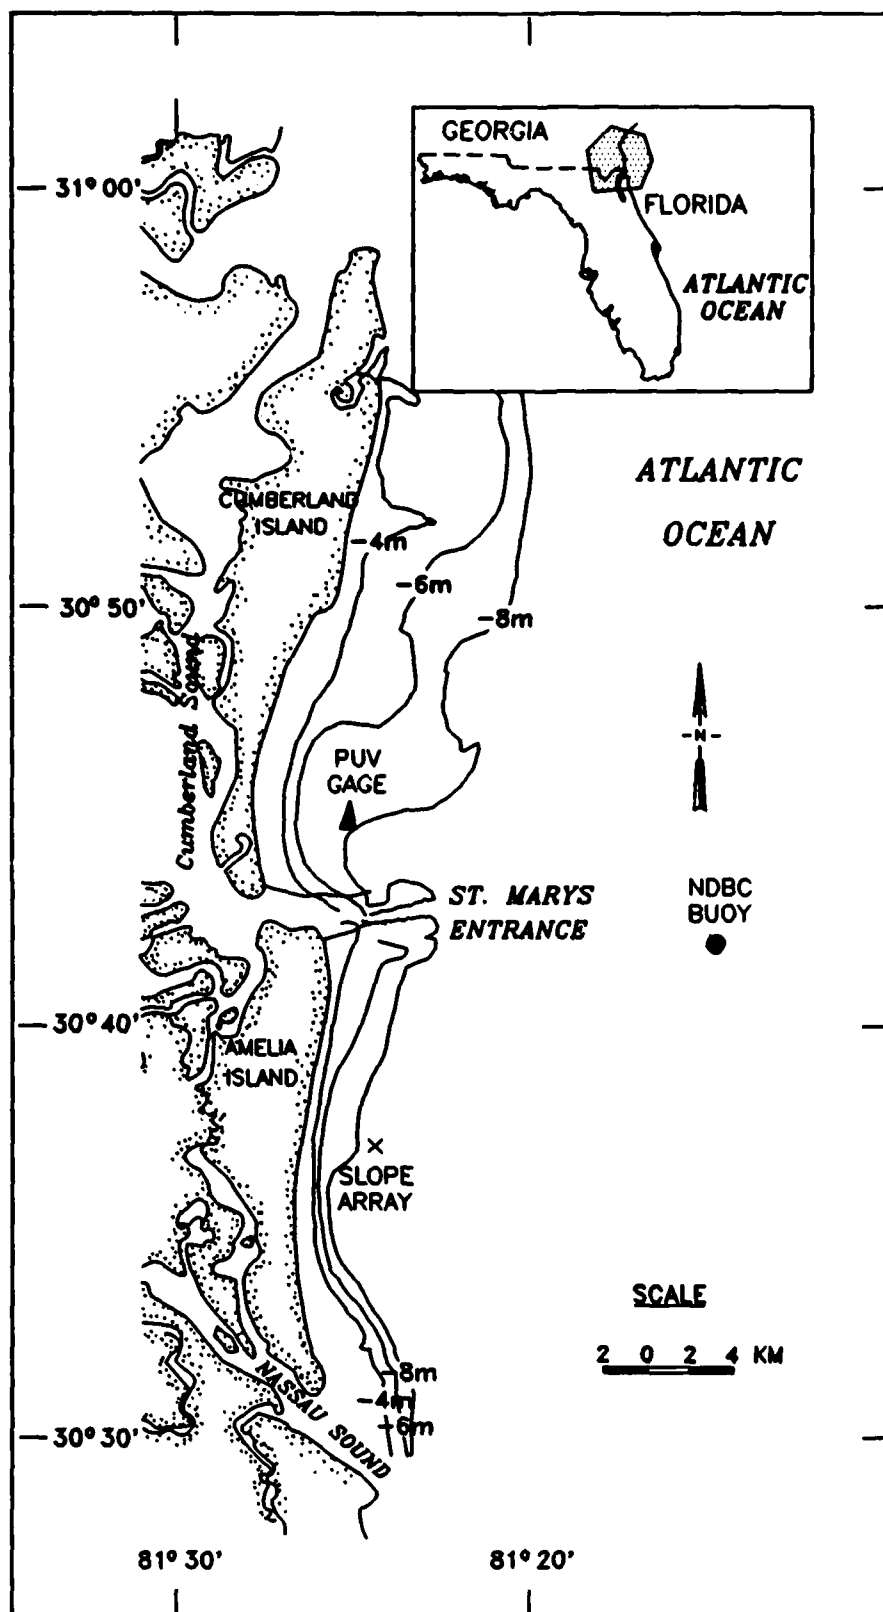 GEORGIA
31° 00'
FLORIDA
ATLANTIC
OCEAN
ATLANTIC
OCEAN
CUMBERLAND
ISLAND
-4m
-6m
30° 50'
-8m
Cumberland Sound
-N-
PUV
GAGE
NDBC
BUOY
ST. MARYS
ENTRANCE
30° 40'
AMELIA
ISLAND
SLOPE
ARRAY
SCALE
2 0 2 4 KM
8m
-4m
-6m
NASSAU SOUND
30° 30'
81° 30'
81° 20'